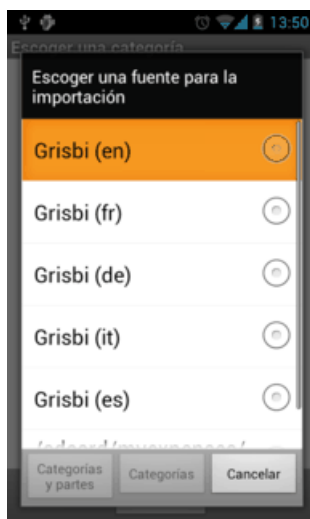 13:50
Escoger una categoría
Escoger una fuente para la
importación
Grisbi (en)
Grisbi (fr)
Grisbi (de)
Grisbi (it)
Grisbi (es)
Categorías
y partes
Categorías
Cancelar